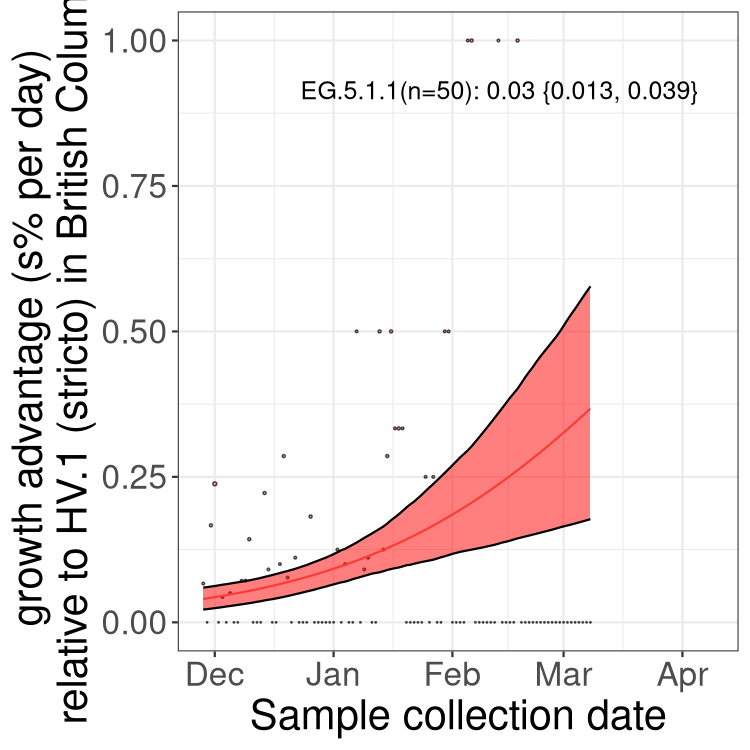 growth advantage (s% per day)
relative to HV.1 (stricto) in British Colum
1.00
0.75
0.50
0.25
0.00
EG.5.1.1(n=50): 0.03 {0.013, 0.039}
Dec Jan Feb Mar Apr
Sample collection date